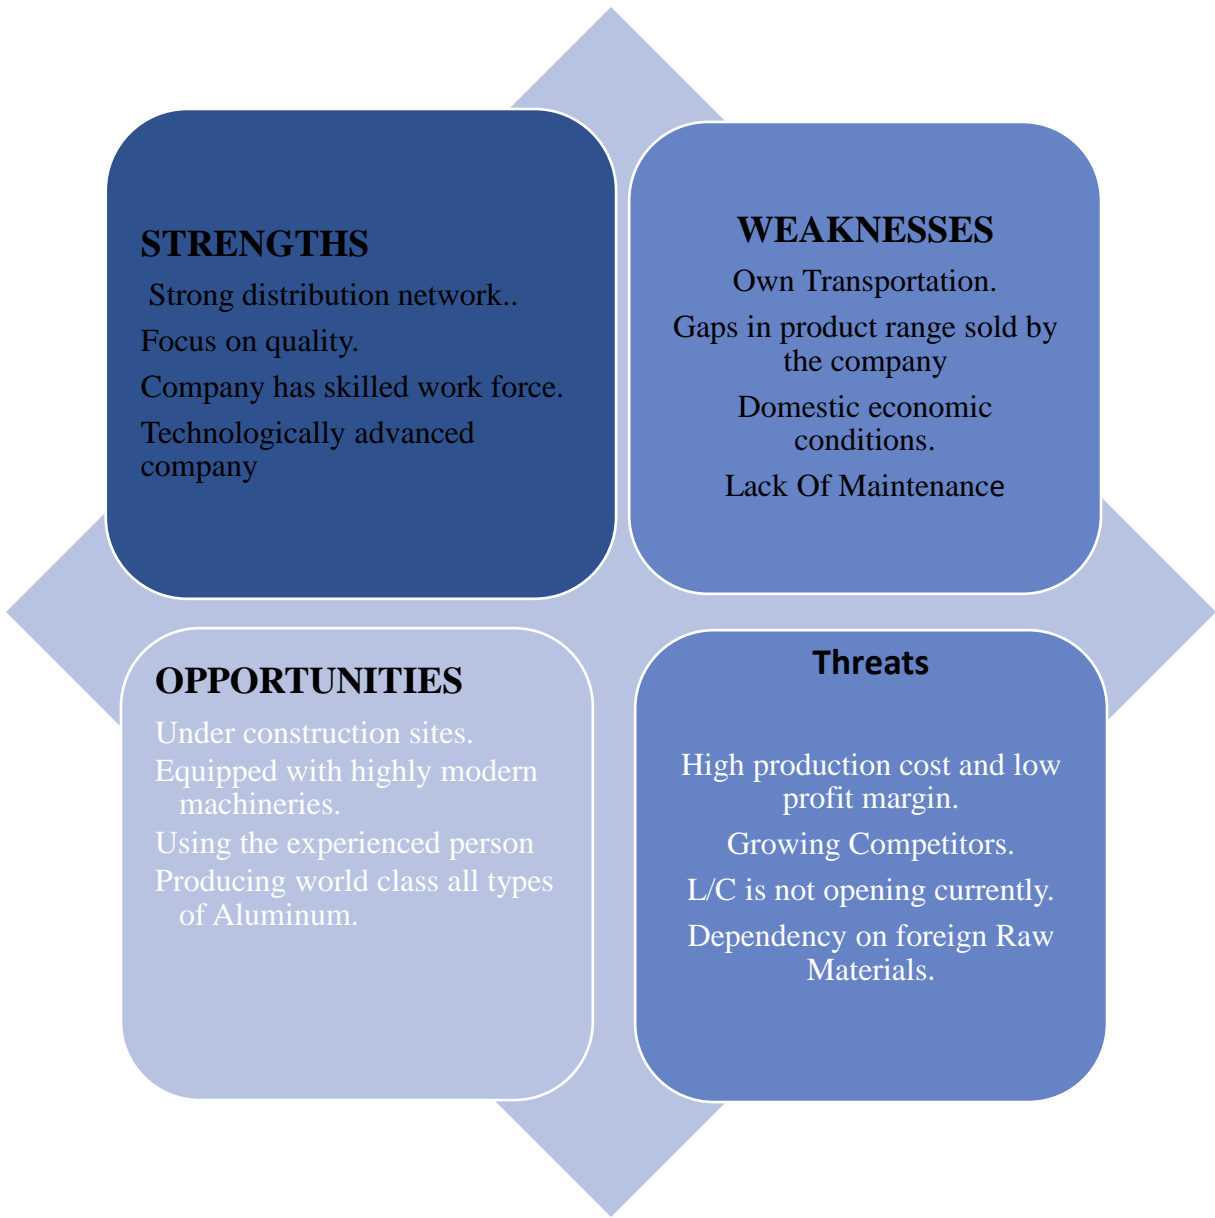 STRENGTHS
Strong distribution network..
Focus on quality.
Company has skilled work force.
Technologically advanced
company
WEAKNESSES
Own Transportation.
Gaps in product range sold by
the company
Domestic economic
conditions.
Lack Of Maintenance
OPPORTUNITIES
Under construction sites.
Equipped with highly modern
machineries.
Using the experienced person
Producing world class all types
of Aluminum.
Threats
High production cost and low
profit margin.
Growing Competitors.
L/C is not opening currently.
Dependency on foreign Raw
Materials.